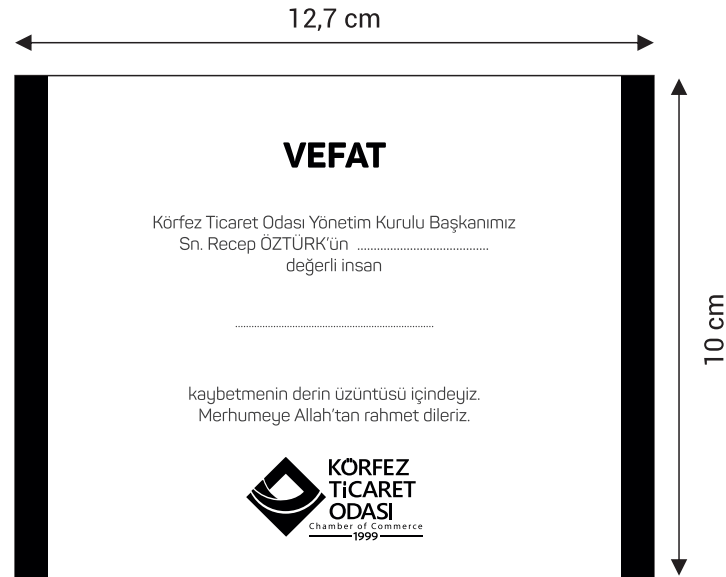 12,7 cm
VEFAT
Körfez Ticaret Odası Yönetim Kurulu Başkanımız
Sn. Recep ÖZTÜRK'ün ..........................................
değerli insan
..................................................................
kaybetmenin derin üzüntüsü içindeyiz.
Merhumeye Allah'tan rahmet dileriz.
KÖRFEZ
TiCARET
ODASI
Chamber of Commerce
1999
10 cm